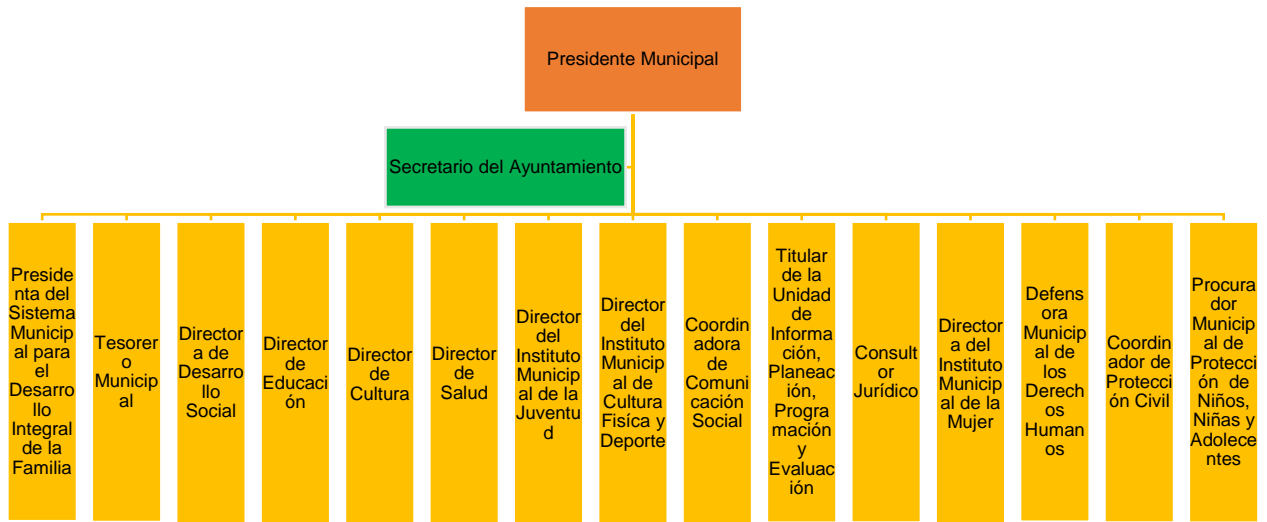 Presidente Municipal
Secretario del Ayuntamiento
Preside
nta del
Sistema
Municip
al para
el
Desarro
llo
Integral
de la
Familia
Tesorer
o
Municip
al
Director
a de
Desarro
llo
Social
Director
de
Educaci
ón
Director
de
Cultura
Director
de
Salud
Director
del
Instituto
Municip
al de la
Juventu
d
Director
del
Instituto
Municip
al de
Cultura
Fisíca y
Deporte
Coordin
adora
de
Comuni
cación
Social
Titular
de la
Unidad
de
Informa
ción,
Planeac
ión,
Progra
mación
y
Evaluac
ión
Consult
or
Jurídico
Director
a del
Instituto
Municip
al de la
Mujer
Defens
ora
Municip
al de
los
Derech
os
Human
os
Coordin
ador de
Protecci
ón Civil
Procura
dor
Municip
al de
Protecci
ón de
Niños,
Niñas y
Adolece
ntes